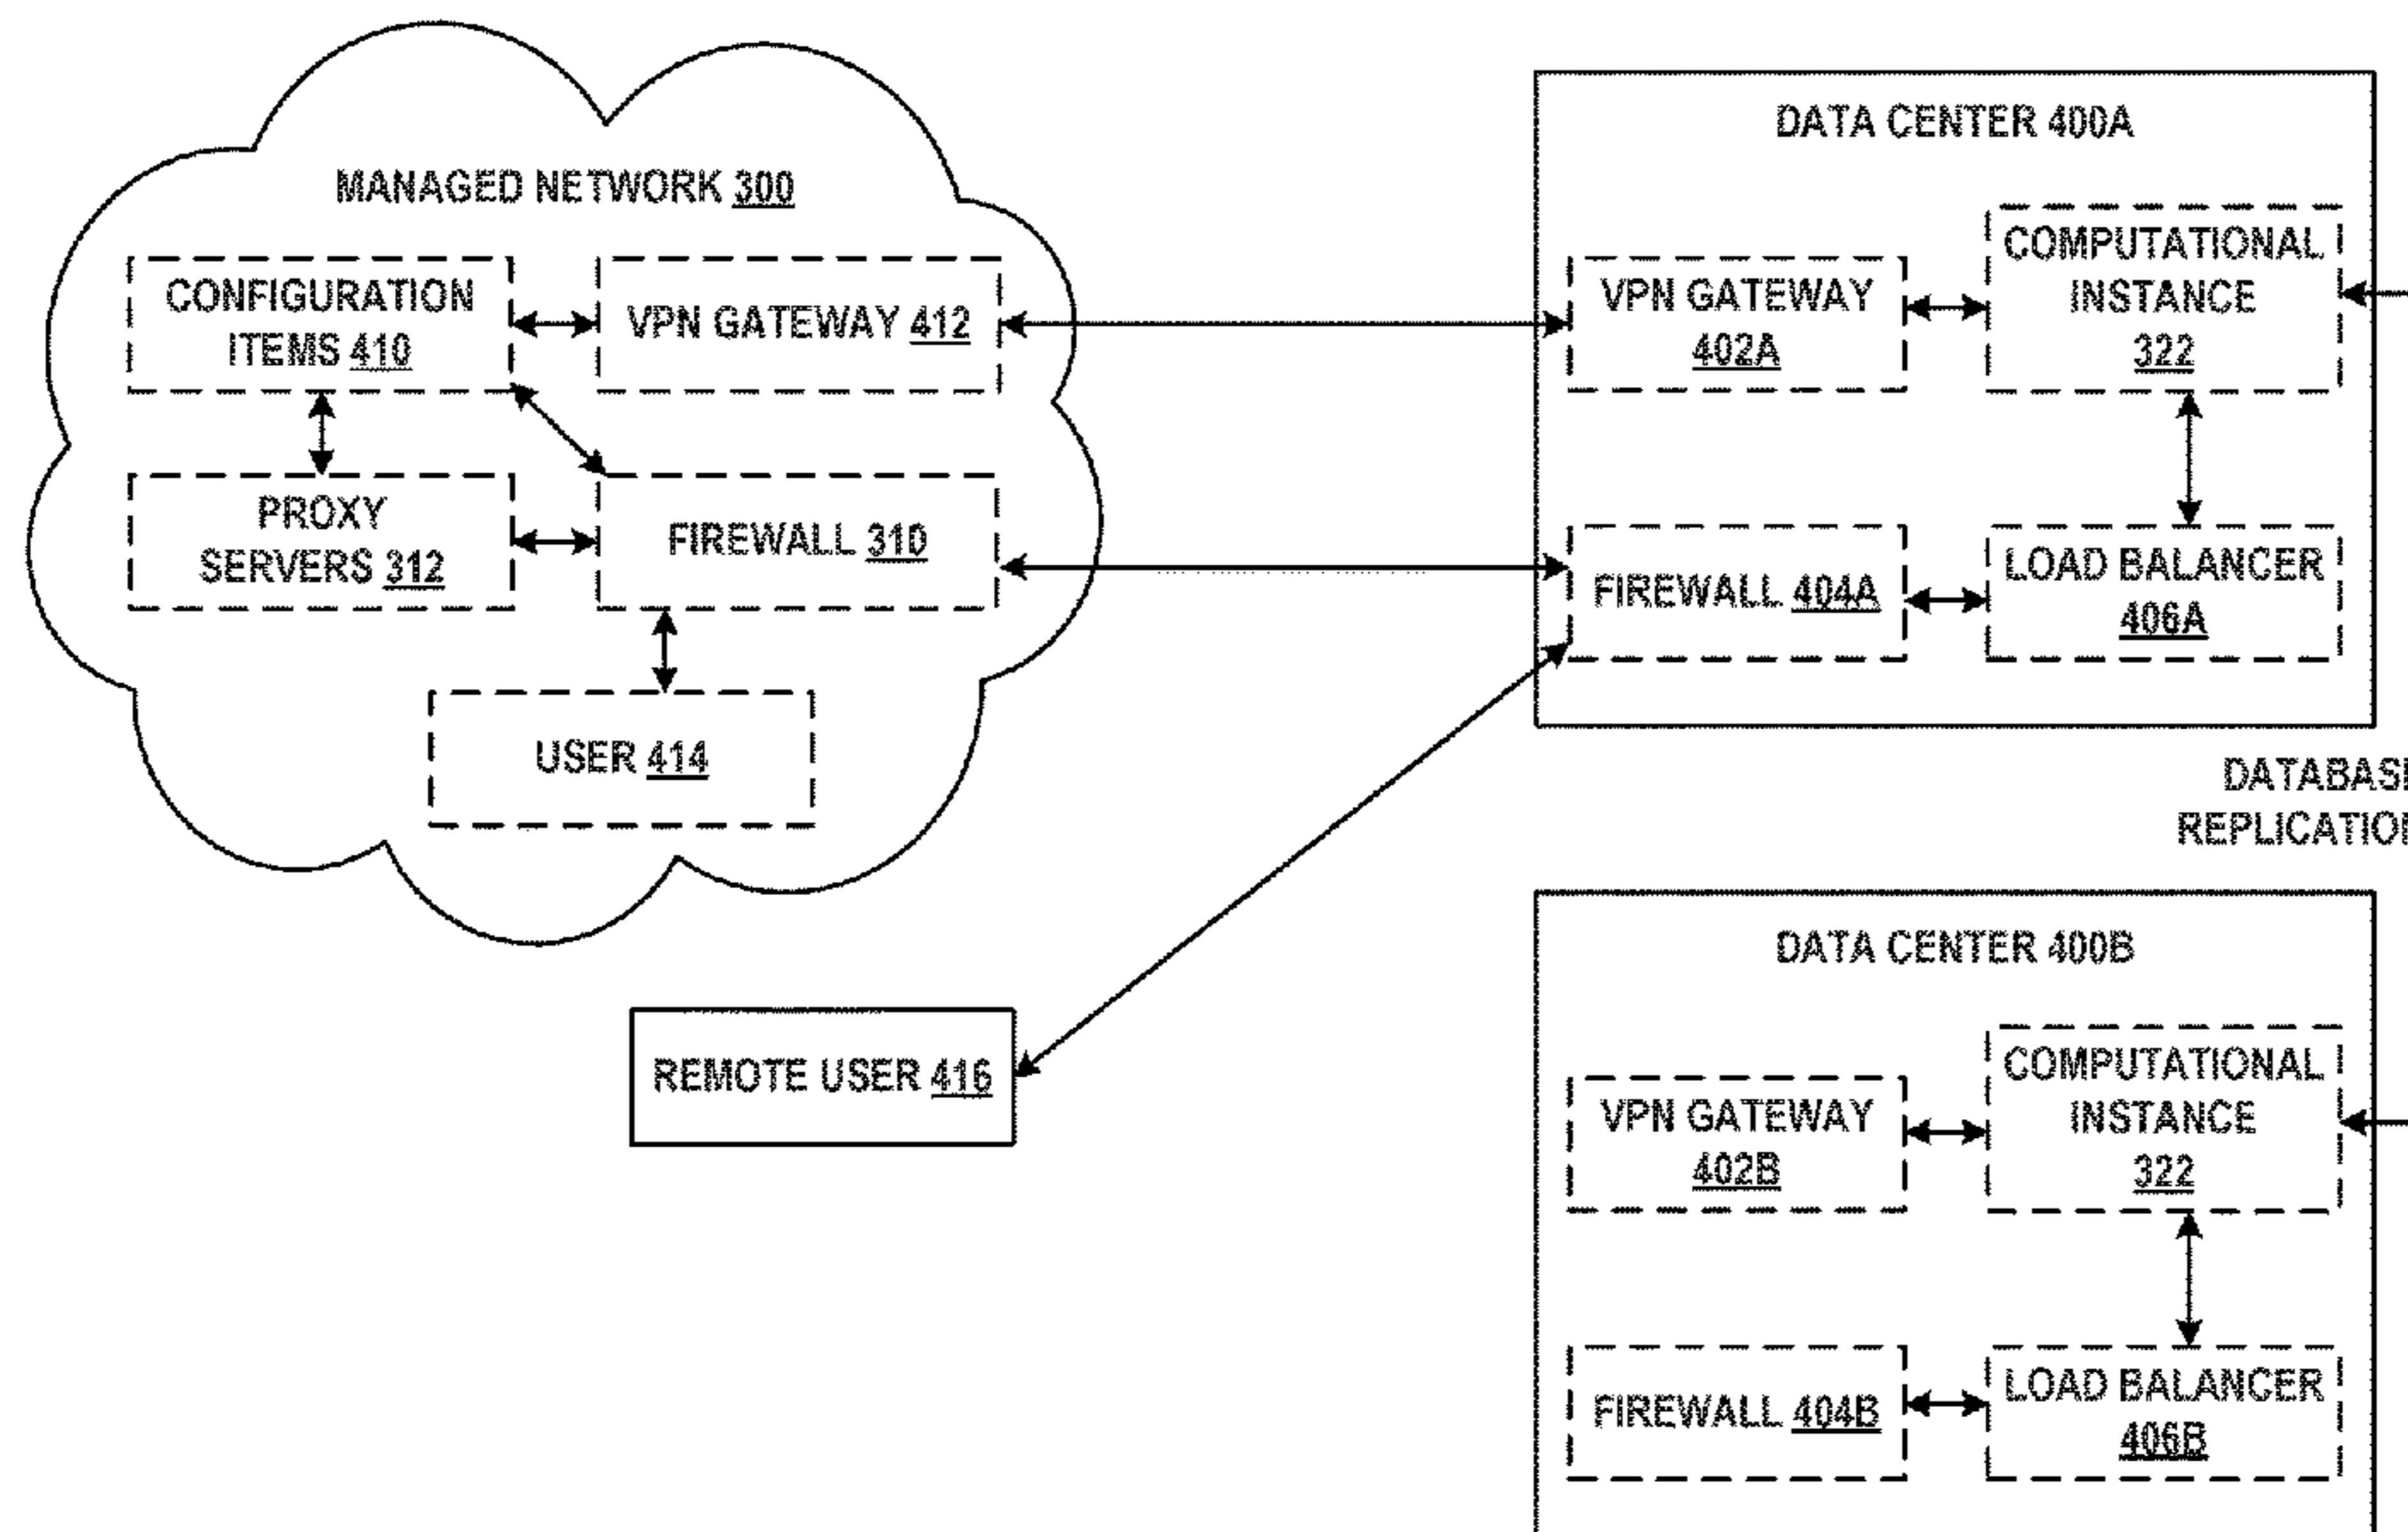 MANAGED NETWORK 300
CONFIGURATION
ITEMS 410
VPN GATEWAY 412
PROXY
SERVERS 312
FIREWALL 310
USER 414
REMOTE USER 416
DATA CENTER 400A
VPN GATEWAY
402A
COMPUTATIONAL
INSTANCE
322
FIREWALL 404A
LOAD BALANCER
406A
DATABASE
REPLICATION
DATA CENTER 400B
VPN GATEWAY
402B
COMPUTATIONAL
INSTANCE
322
FIREWALL 404B
LOAD BALANCER
406B